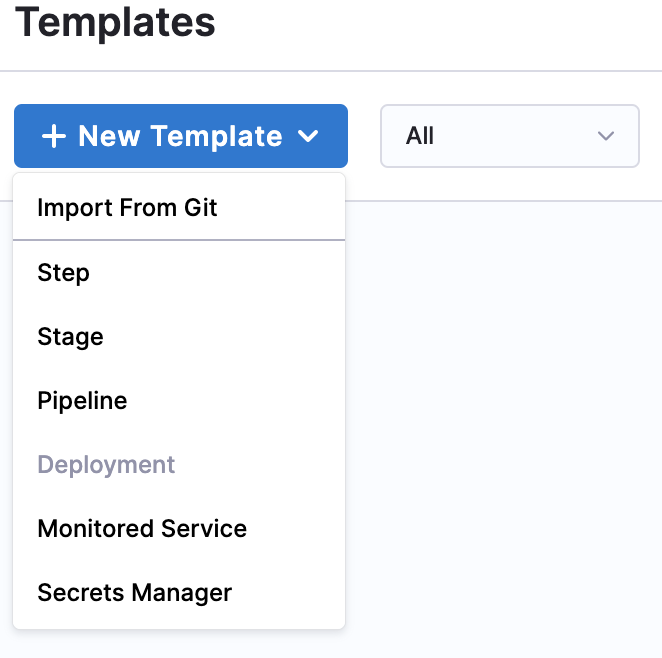 Templates
+ New Template
All
Import From Git
Step
Stage
Pipeline
Deployment
Monitored Service
Secrets Manager